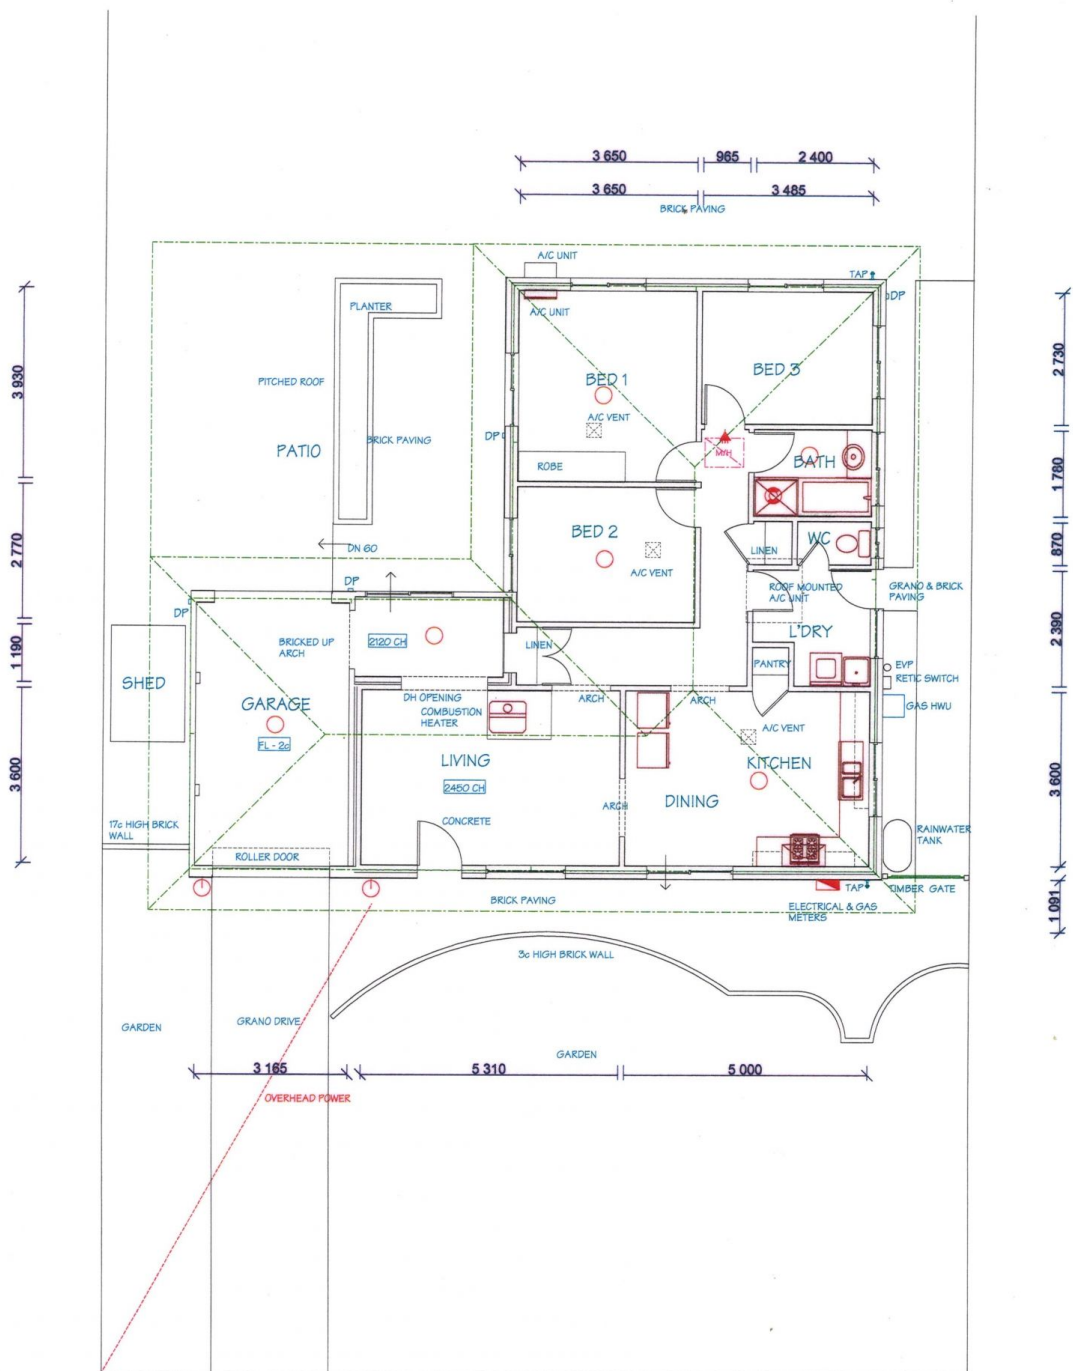 3 650
965
2 400
3 650
3 485
BRICK PAVING
A/C UNIT
TAP
DP
PLANTER
A/C UNIT
3 930
2 730
PITCHED ROOF
BED 1
BED 3
A/C VENT
PATIO
BRICK PAVING
DP
M/H
BATH
ROBE
1 780
2 770
BED 2
WC
870
DN 60
LINEN
A/C VENT
ROOF MOUNTED
A/C UNIT
GRANO & BRICK
PAVING
DP
DP
1 190
BRICKED UP
ARCH
2120 CH
LINEN
L'DRY
2 390
SHED
PANTRY
EVP
RETIC SWITCH
GARAGE
DH OPENING
COMBUSTION
HEATER
ARCH
ARCH
GAS HWU
A/C VENT
FL - 2c
LIVING
KITCHEN
3 600
2450 CH
DINING
3 600
ARCH
17c HIGH BRICK
WALL
CONCRETE
RAINWATER
TANK
ROLLER DOOR
TAP
TIMBER GATE
BRICK PAVING
ELECTRICAL & GAS
METERS
1 091
3c HIGH BRICK WALL
GARDEN
GRANO DRIVE
GARDEN
3 165
5 310
5 000
OVERHEAD POWER